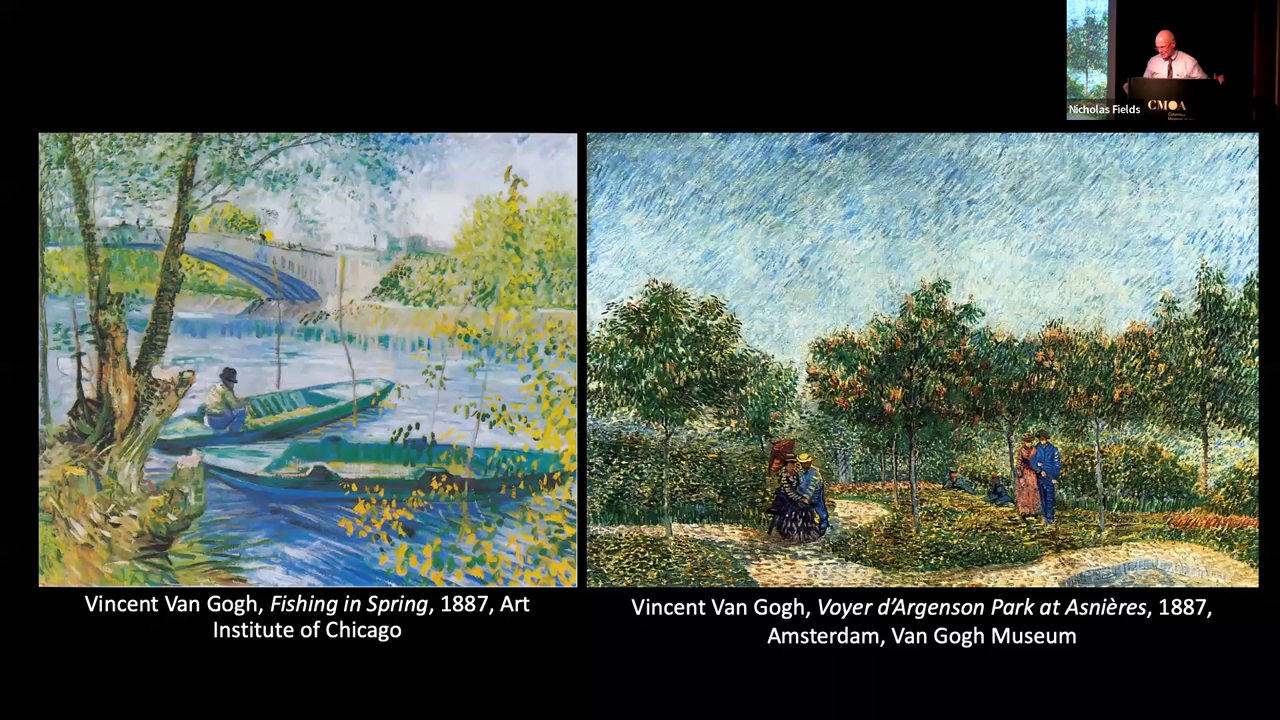 Nicholas Fields
CMOA
Vincent Van Gogh, Fishing in Spring, 1887, Art
Institute of Chicago
Vincent Van Gogh, Voyer d’Argenson Park at Asnières, 1887,
Amsterdam, Van Gogh Museum